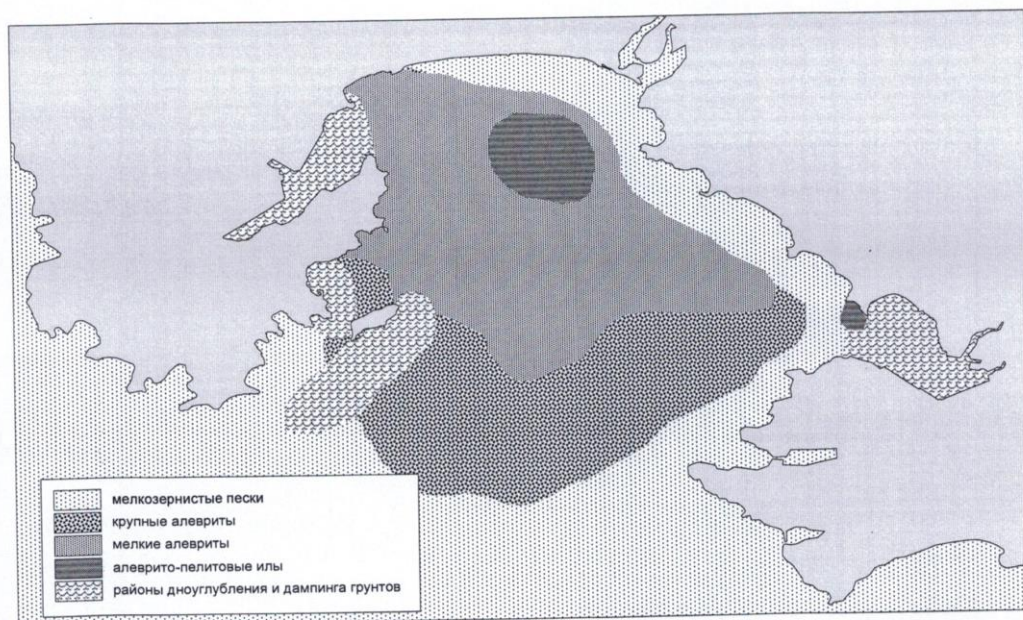 мелкозернистые пески
крупные алевриты
мелкие алевриты
алеврито-пелитовые илы
районы дноуглубления и дампинга грунтов